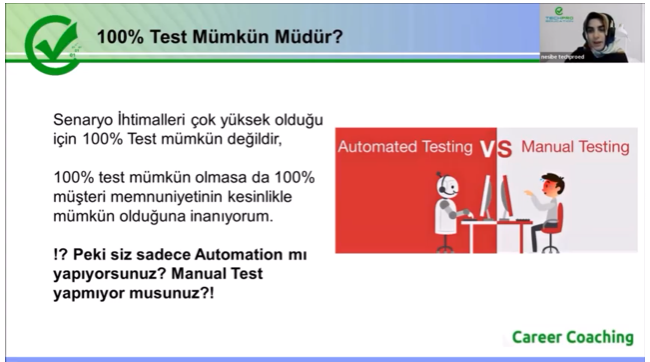 100% Test Mümkün Müdür?
TECHPRO
nesibe techproed
Senaryo İhtimalleri çok yüksek olduğu
için 100% Test mümkün değildir,
100% test mümkün olmasa da 100%
müşteri memnuniyetinin kesinlikle
mümkün olduğuna inanıyorum.
!? Peki siz sadece Automation mı
yapıyorsunuz? Manual Test
yapmıyor musunuz?!
Automated Testing VS Manual Testing
Career Coaching